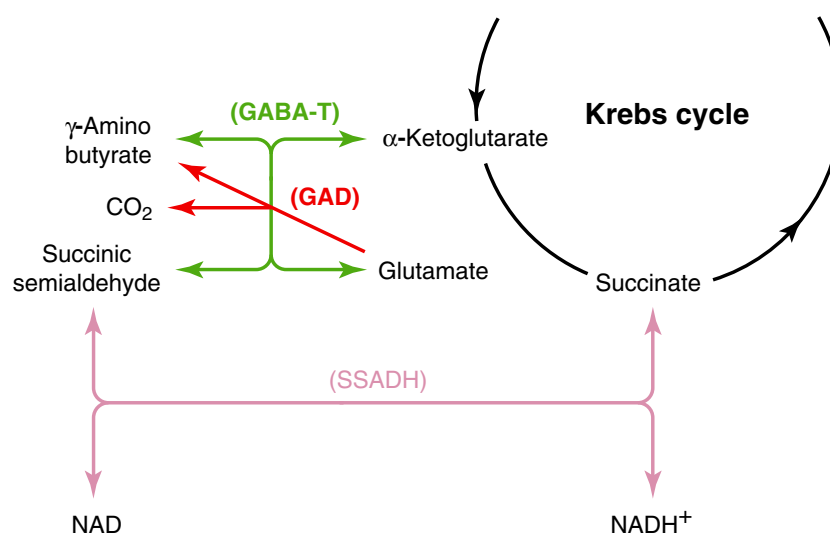 (GABA-T)
γ-Amino
butyrate
α-Ketoglutarate
Krebs cycle
(GAD)
CO₂
Succinic
semialdehyde
Glutamate
Succinate
(SSADH)
NAD
NADH⁺